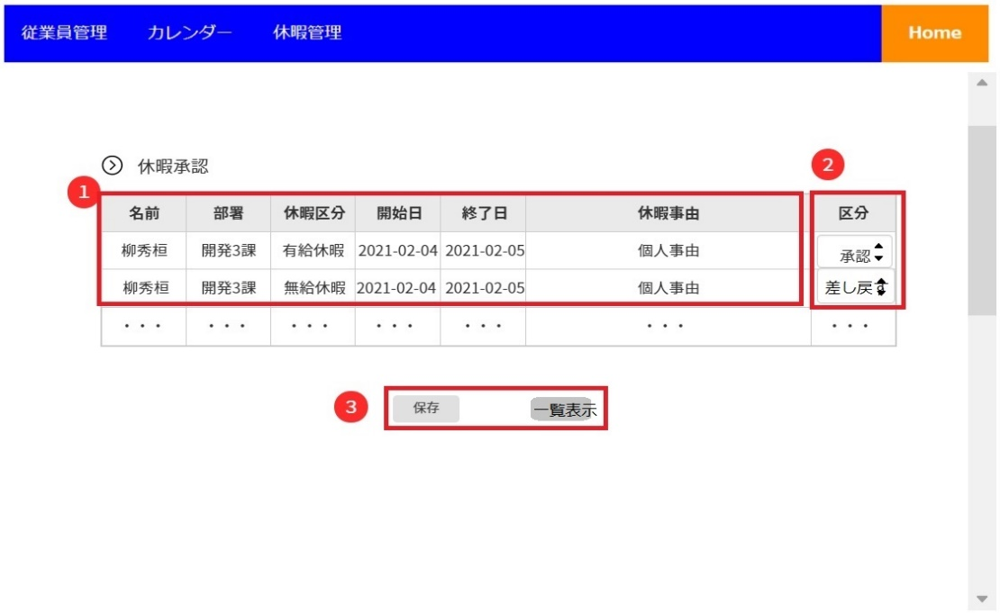 従業員管理 カレンダー 休暇管理 Home
休暇承認
1 2
名前 部署 休暇区分 開始日 終了日 休暇事由 区分
柳秀桓 開発3課 有給休暇 2021-02-04 2021-02-05 個人事由 承認
柳秀桓 開発3課 無給休暇 2021-02-04 2021-02-05 個人事由 差し戻す
・・・ ・・・ ・・・ ・・・ ・・・ ・・・ ・・・
3 保存 一覧表示